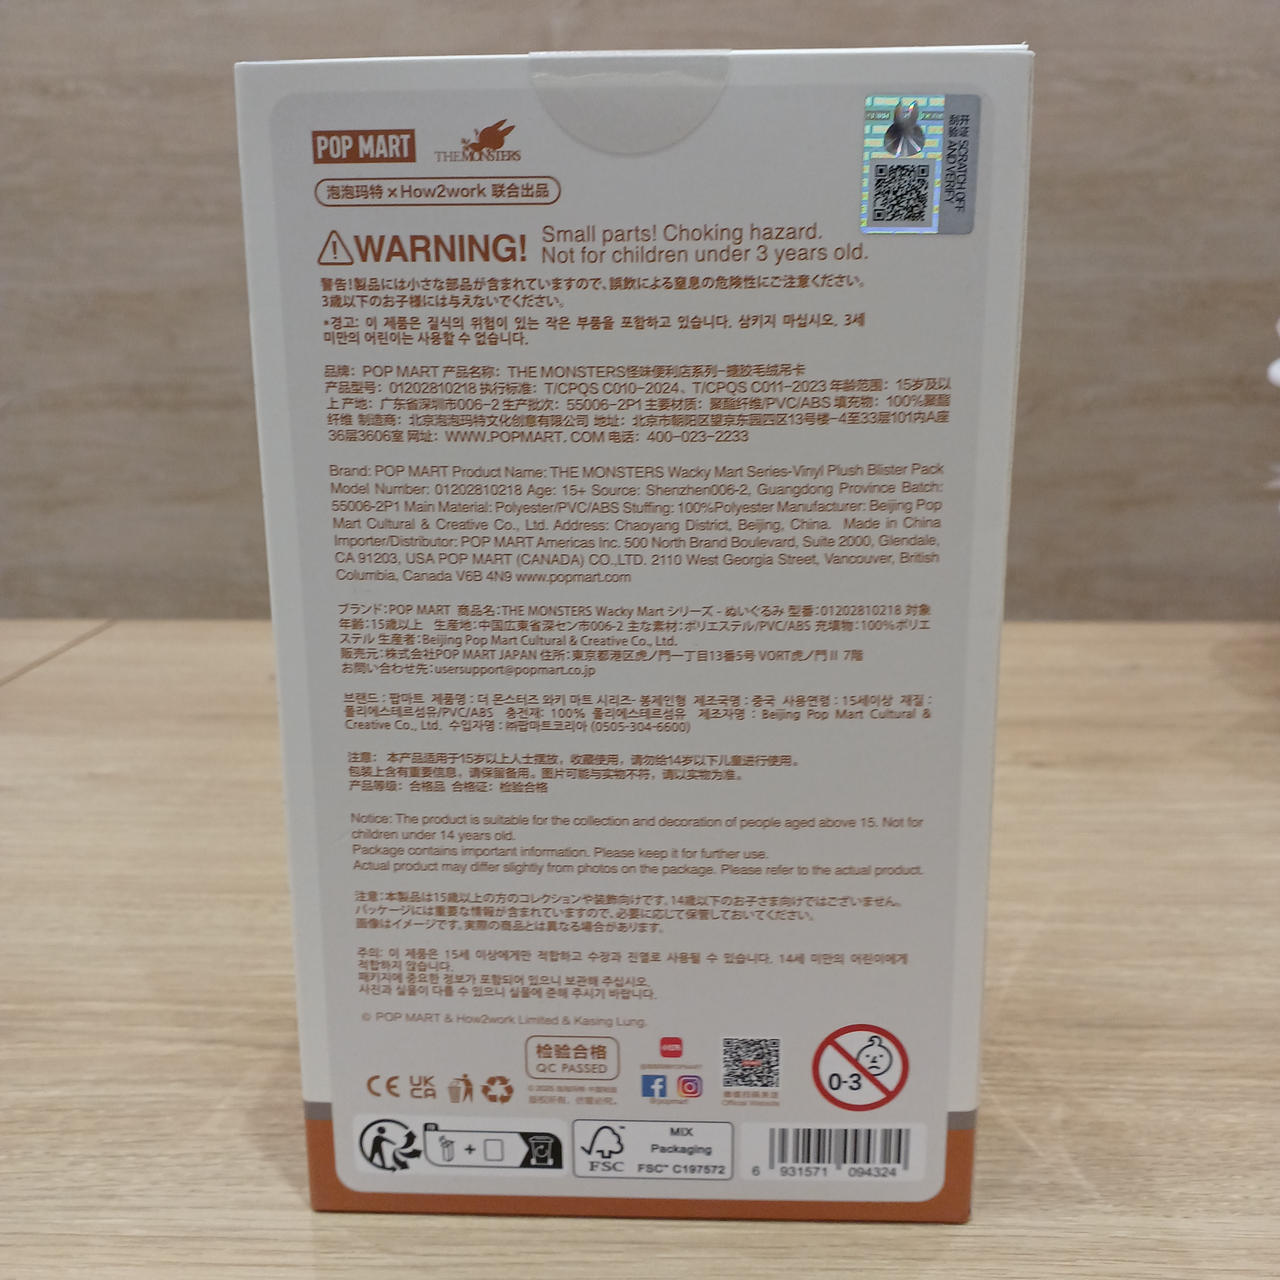 POP MART
THE MONSTERS
泡泡玛特 × How2work 联合出品
刮开验证 SCRATCH OFF AND VERIFY
WARNING! Small parts! Choking hazard.
Not for children under 3 years old.
警告!製品には小さな部品が含まれていますので、誤飲による窒息の危険性にご注意ください。
3歳以下のお子様には与えないでください。
*경고: 이 제품은 질식의 위험이 있는 작은 부품을 포함하고 있습니다. 삼키지 마십시오. 3세
미만의 어린이는 사용할 수 없습니다.
品牌：POP MART 产品名称：THE MONSTERS怪味便利店系列-搪胶毛绒吊卡
产品型号：01202810218 执行标准：T/CPQS C010-2024、T/CPQS C011-2023 年龄范围：15岁及以
上 产地：广东省深圳市006-2 生产批次：55006-2P1 主要材质：聚酯纤维/PVC/ABS 填充物：100%聚酯
纤维 制造商：北京泡泡玛特文化创意有限公司 地址：北京市朝阳区望京东园四区13号楼-4至33层101内A座
36层3606室 网址：WWW.POPMART.COM 电话：400-023-2233
Brand: POP MART Product Name: THE MONSTERS Wacky Mart Series-Vinyl Plush Blister Pack
Model Number: 01202810218 Age: 15+ Source: Shenzhen006-2, Guangdong Province Batch:
55006-2P1 Main Material: Polyester/PVC/ABS Stuffing: 100%Polyester Manufacturer: Beijing Pop
Mart Cultural & Creative Co., Ltd. Address: Chaoyang District, Beijing, China. Made in China
Importer/Distributor: POP MART Americas Inc. 500 North Brand Boulevard, Suite 2000, Glendale,
CA 91203, USA POP MART (CANADA) CO.,LTD. 2110 West Georgia Street, Vancouver, British
Columbia, Canada V6B 4N9 www.popmart.com
ブランド：POP MART 商品名：THE MONSTERS Wacky Mart シリーズ - ぬいぐるみ 型番：01202810218 対象
年齢：15歳以上 生産地：中国広東省深セン市006-2 主な素材：ポリエステル/PVC/ABS 充填物：100%ポリエ
ステル 生産者：Beijing Pop Mart Cultural & Creative Co., Ltd.
販売元：株式会社POP MART JAPAN 住所：東京都港区虎ノ門一丁目13番5号 VORT虎ノ門Ⅱ 7階
お問い合わせ先：usersupport@popmart.co.jp
브랜드 : 팝마트 제품명 : 더 몬스터즈 와키 마트 시리즈- 봉제인형 제조국명 : 중국 사용연령 : 15세이상 재질 :
폴리에스테르섬유/PVC/ABS 충전재: 100% 폴리에스테르섬유 제조자명 : Beijing Pop Mart Cultural &
Creative Co., Ltd. 수입자명 : ㈜팝마트코리아 (0505-304-6600)
注意：本产品适用于15岁以上人士摆放，收藏使用，请勿给14岁以下儿童进行使用。
包装上含有重要信息，请保留备用。图片可能与实物不符，请以实物为准。
产品等级：合格品 合格证：检验合格
Notice: The product is suitable for the collection and decoration of people aged above 15. Not for
children under 14 years old.
Package contains important information. Please keep it for further use.
Actual product may differ slightly from photos on the package. Please refer to the actual product.
注意：本製品は15歳以上の方のコレクションや装飾向けです。14歳以下のお子さま向けではございません。
パッケージには重要な情報が含まれていますので、必要に応じて保管しておいてください。
画像はイメージです。実際の商品とは異なる場合があります。
주의: 이 제품은 15세 이상에게만 적합하고 수장과 진열로 사용될 수 있습니다. 14세 미만의 어린이에게
적합하지 않습니다.
패키지에 중요한 정보가 포함되어 있으니 보관해 주십시오.
사진과 실물이 다를 수 있으니 실물에 준해 주시기 바랍니다.
© POP MART & How2work Limited & Kasing Lung.
检验合格
QC PASSED
小红书
@popmart
Official Website
版权所有，仿冒必究。
CE UK CA
0-3
FSC
MIX
Packaging
FSC™ C197572
6 931571 094324